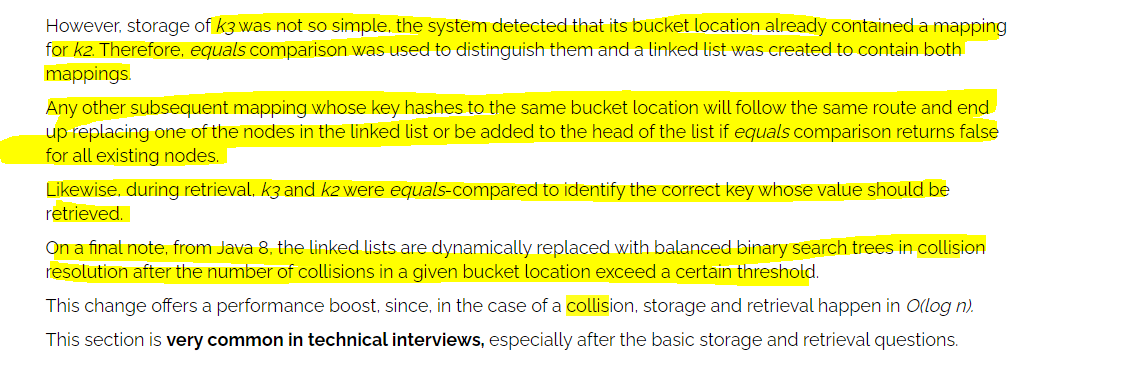 However, storage of k3 was not so simple, the system detected that its bucket location already contained a mapping
for k2. Therefore, equals comparison was used to distinguish them and a linked list was created to contain both
mappings.
Any other subsequent mapping whose key hashes to the same bucket location will follow the same route and end
up replacing one of the nodes in the linked list or be added to the head of the list if equals comparison returns false
for all existing nodes.
Likewise, during retrieval, k3 and k2 were equals-compared to identify the correct key whose value should be
retrieved.
On a final note, from Java 8, the linked lists are dynamically replaced with balanced binary search trees in collision
resolution after the number of collisions in a given bucket location exceed a certain threshold.
This change offers a performance boost, since, in the case of a collision, storage and retrieval happen in O(log n).
This section is very common in technical interviews, especially after the basic storage and retrieval questions.